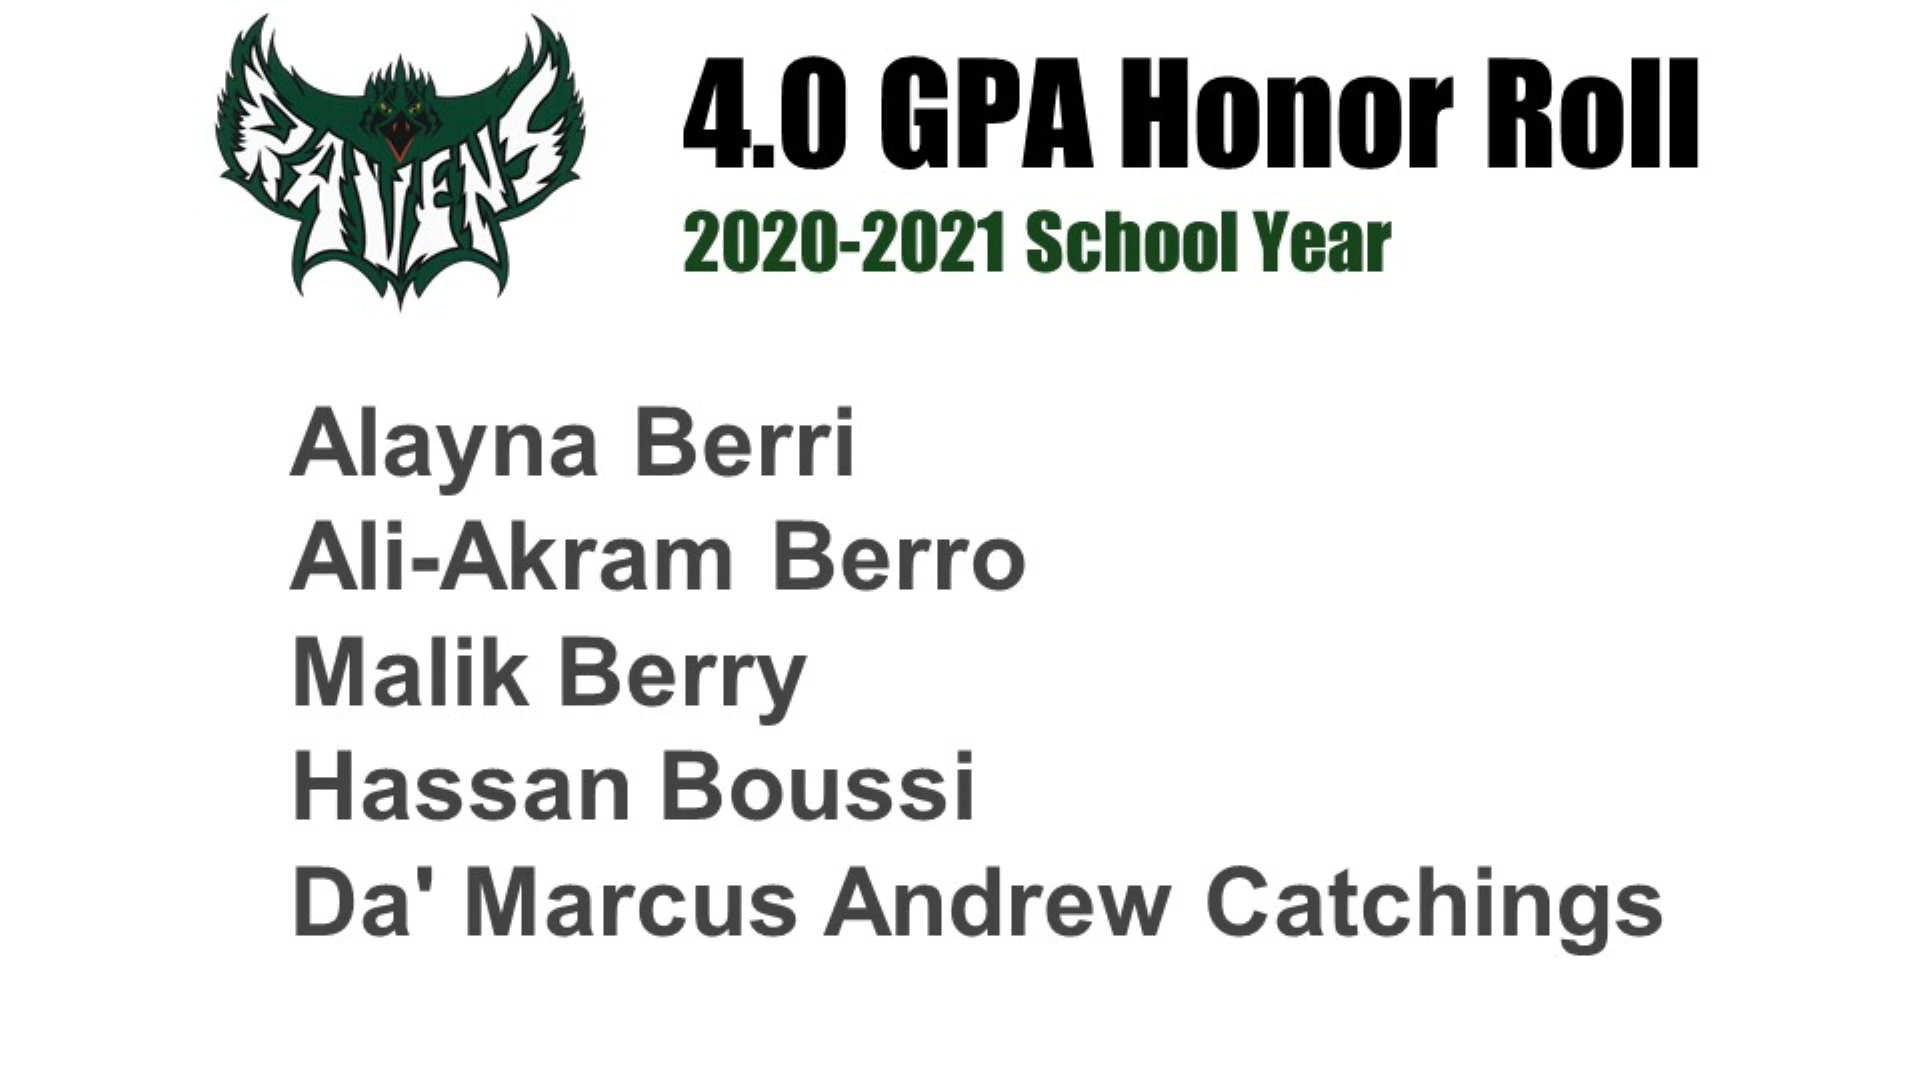 RAVENS
4.0 GPA Honor Roll
2020-2021 School Year
Alayna Berri
Ali-Akram Berro
Malik Berry
Hassan Boussi
Da' Marcus Andrew Catchings